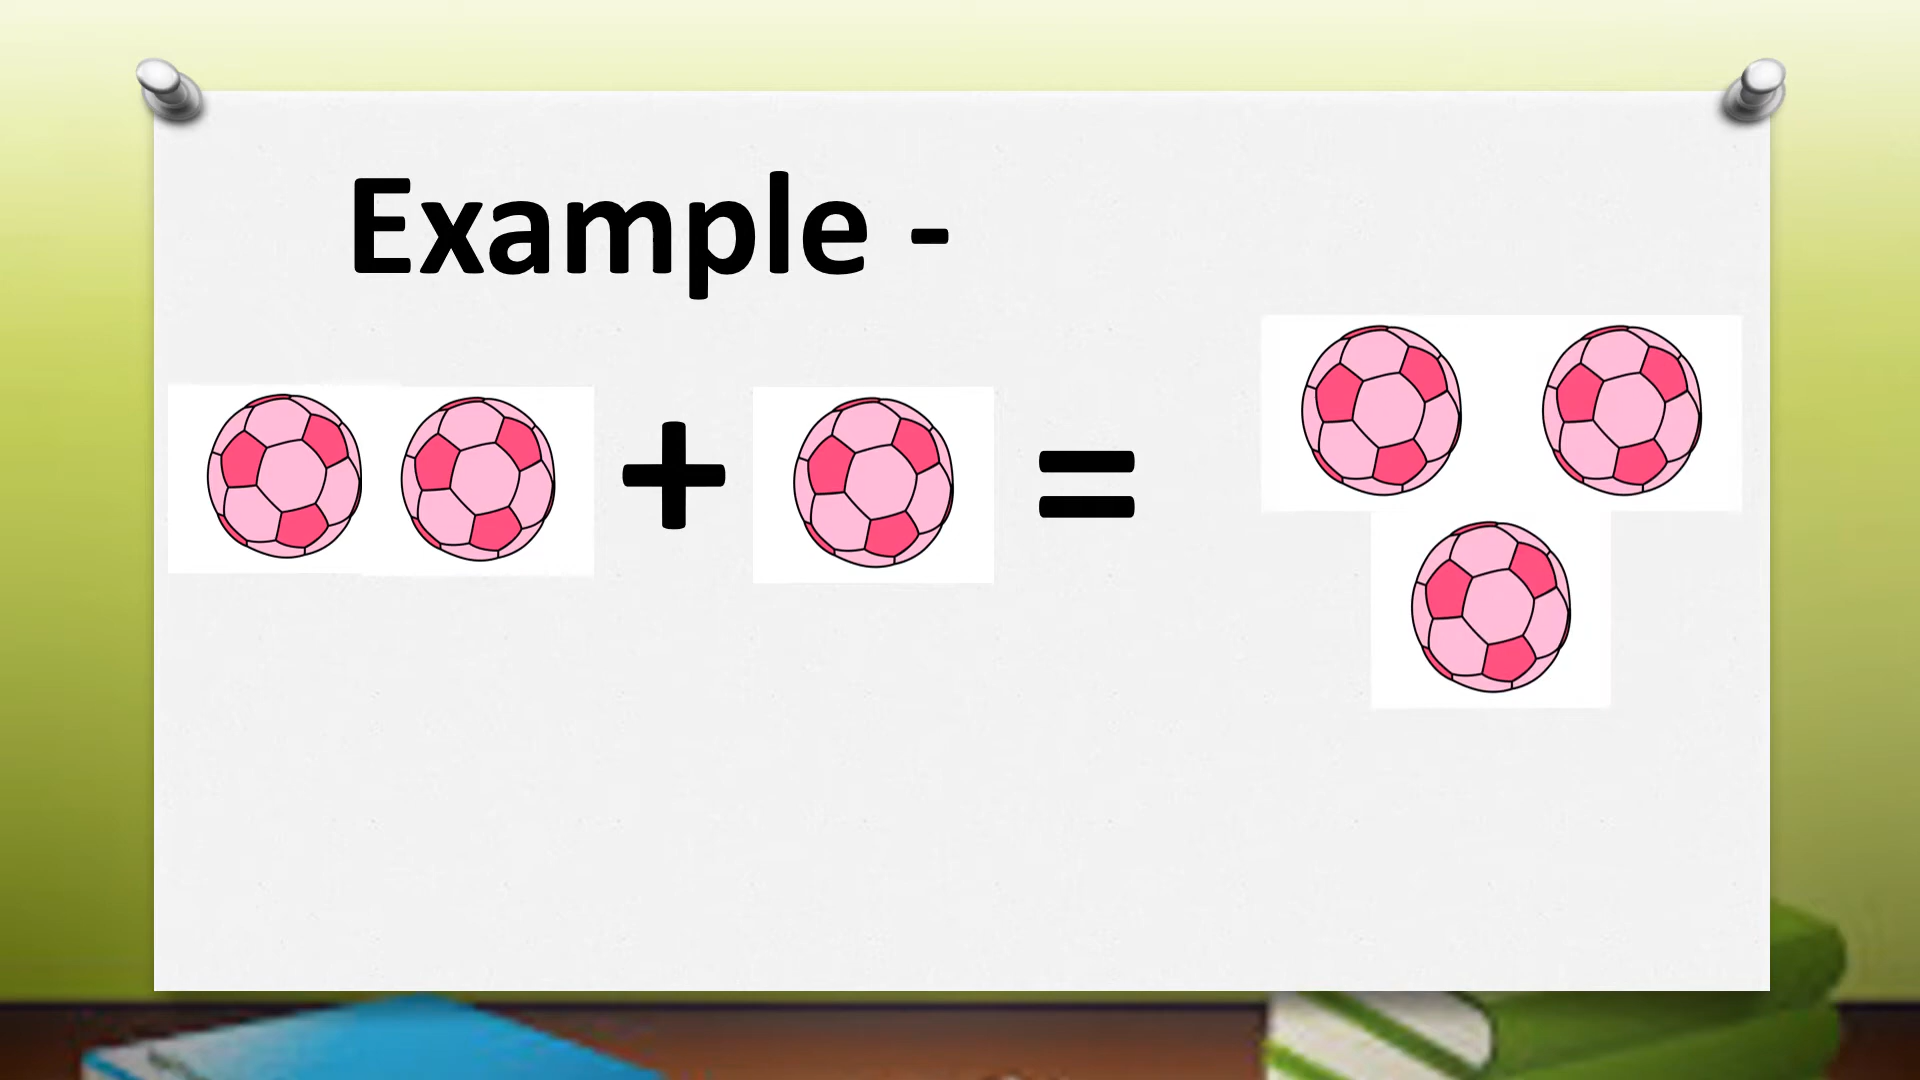 Example -
+ =